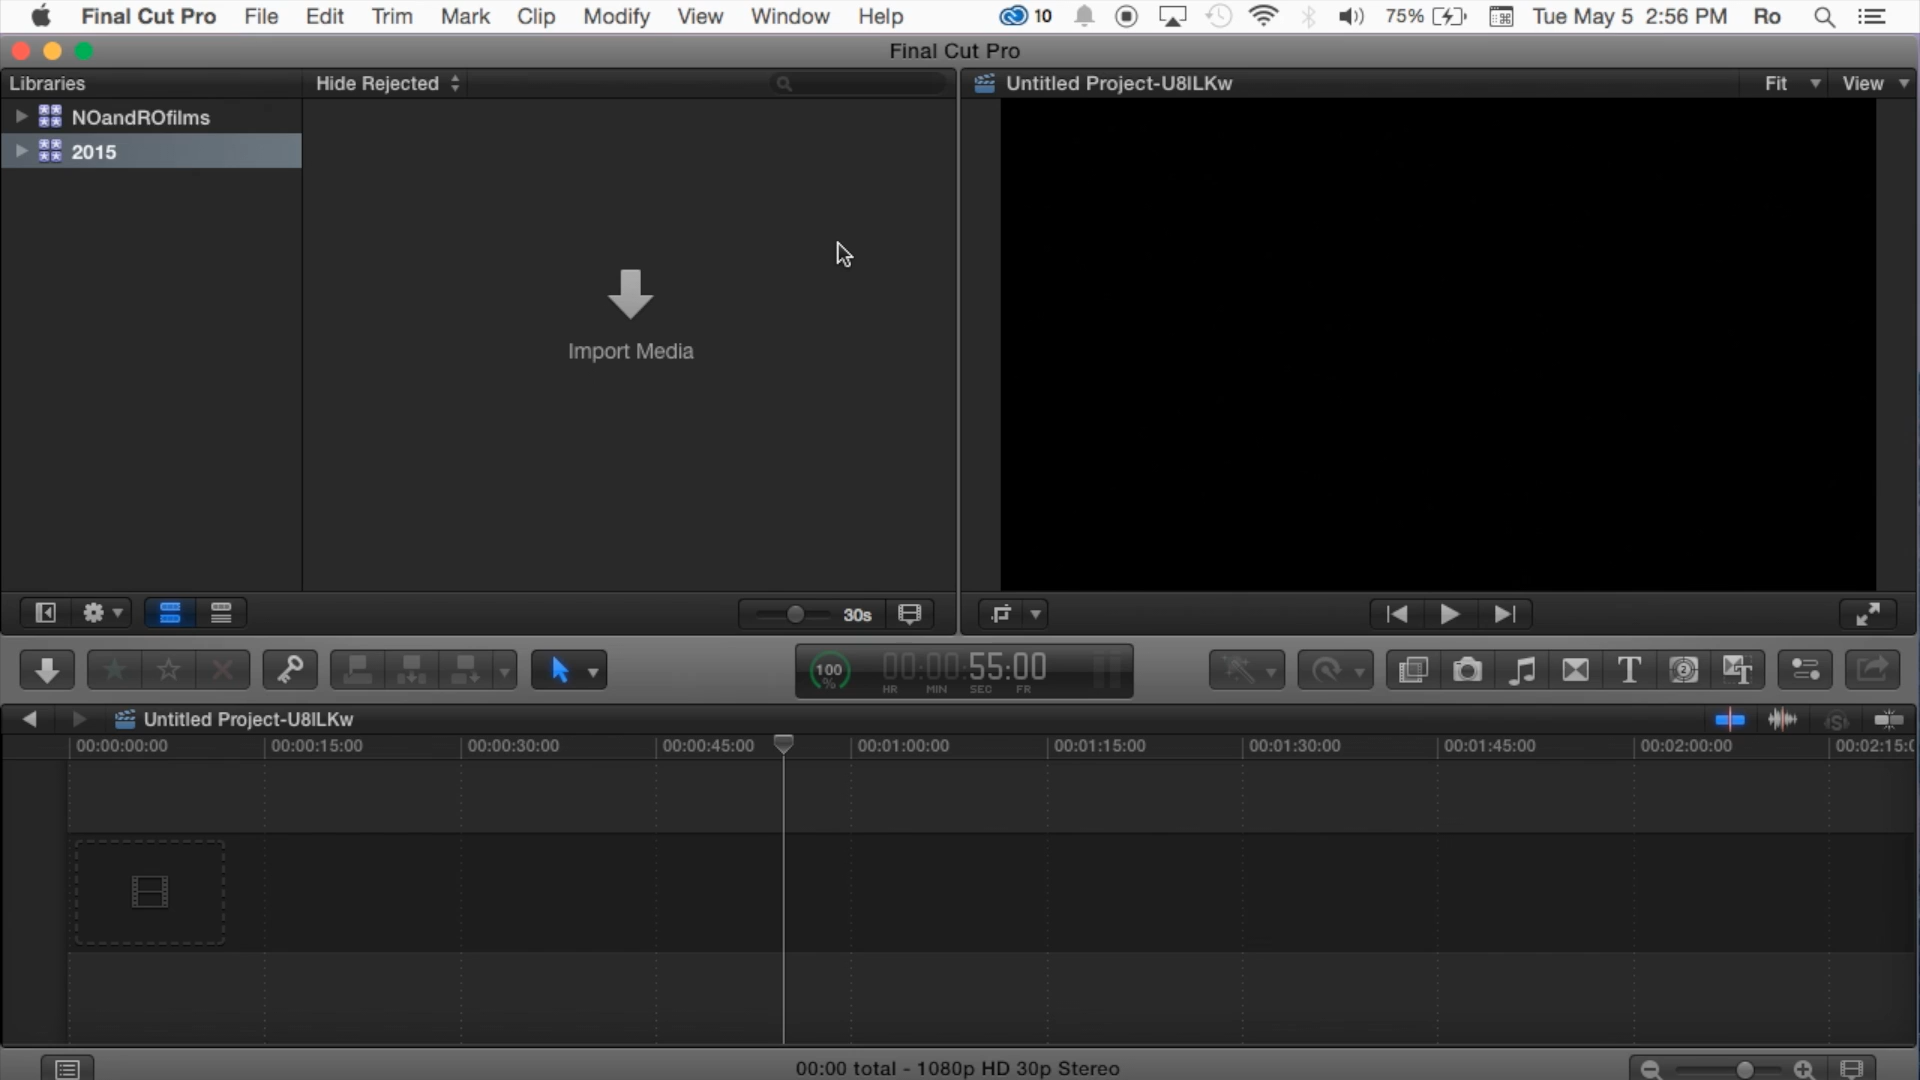 Final Cut Pro File Edit Trim Mark Clip Modify View Window Help 10 75% Tue May 5 2:56 PM Ro
Final Cut Pro
Libraries Hide Rejected Untitled Project-U8ILKw Fit View
NOandROfilms
2015
Import Media
30s
100 % 00:00:55:00
HR MIN SEC FR
Untitled Project-U8ILKw
00:00:00:00 00:00:15:00 00:00:30:00 00:00:45:00 00:01:00:00 00:01:15:00 00:01:30:00 00:01:45:00 00:02:00:00 00:02:15:0
00:00 total - 1080p HD 30p Stereo